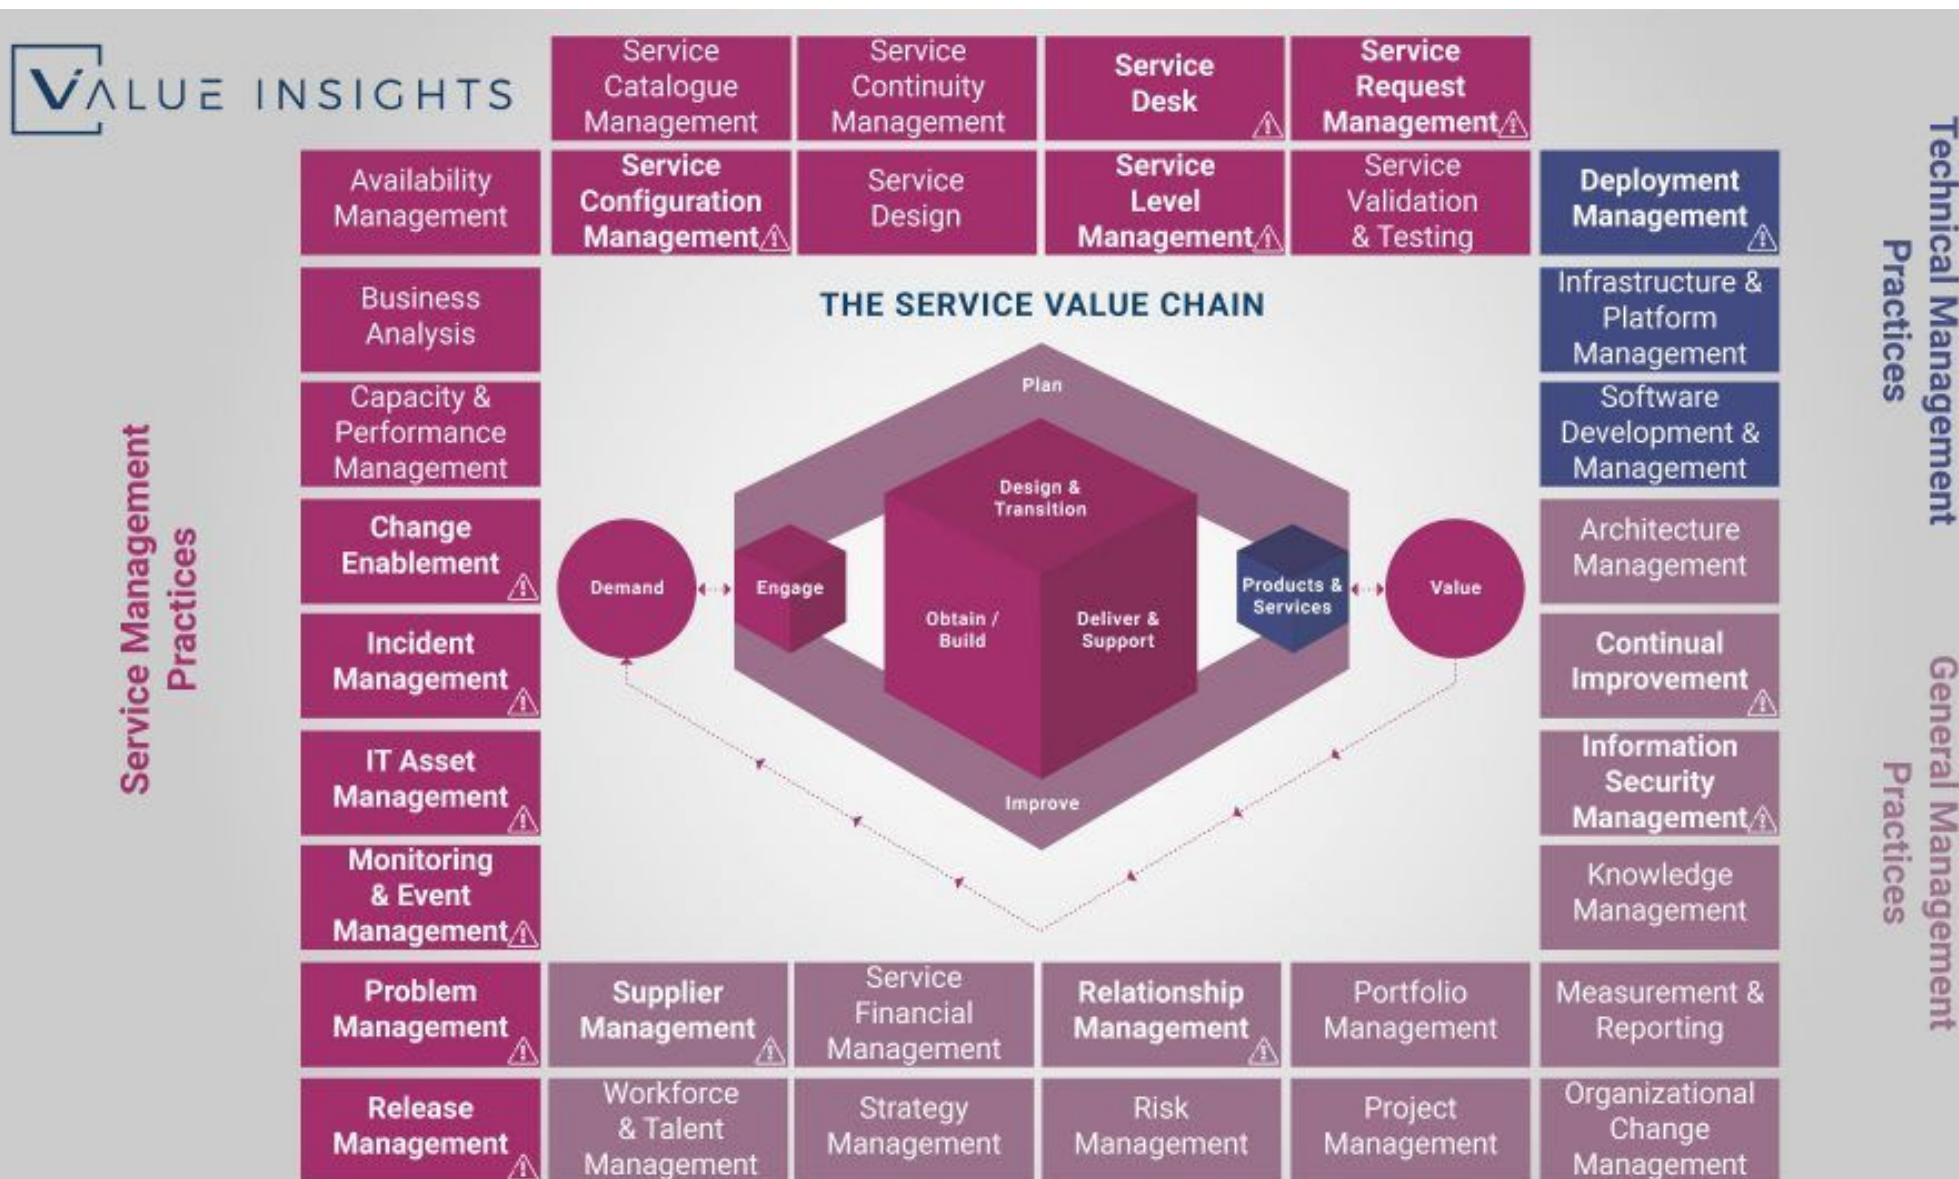 VALUE INSIGHTS
Service
Catalogue
Management
Service
Continuity
Management
Service
Desk
Service
Request
Management
Availability
Management
Service
Configuration
Management
Service
Design
Service
Level
Management
Service
Validation
& Testing
Deployment
Management
Business
Analysis
THE SERVICE VALUE CHAIN
Infrastructure &
Platform
Management
Capacity &
Performance
Management
Software
Development &
Management
Change
Enablement
Architecture
Management
Incident
Management
Continual
Improvement
IT Asset
Management
Information
Security
Management
Monitoring
& Event
Management
Knowledge
Management
Plan
Design &
Transition
Demand
Engage
Obtain /
Build
Deliver &
Support
Products &
Services
Value
Improve
Problem
Management
Supplier
Management
Service
Financial
Management
Relationship
Management
Portfolio
Management
Measurement &
Reporting
Release
Management
Workforce
& Talent
Management
Strategy
Management
Risk
Management
Project
Management
Organizational
Change
Management
Service Management
Practices
Technical Management
Practices
General Management
Practices